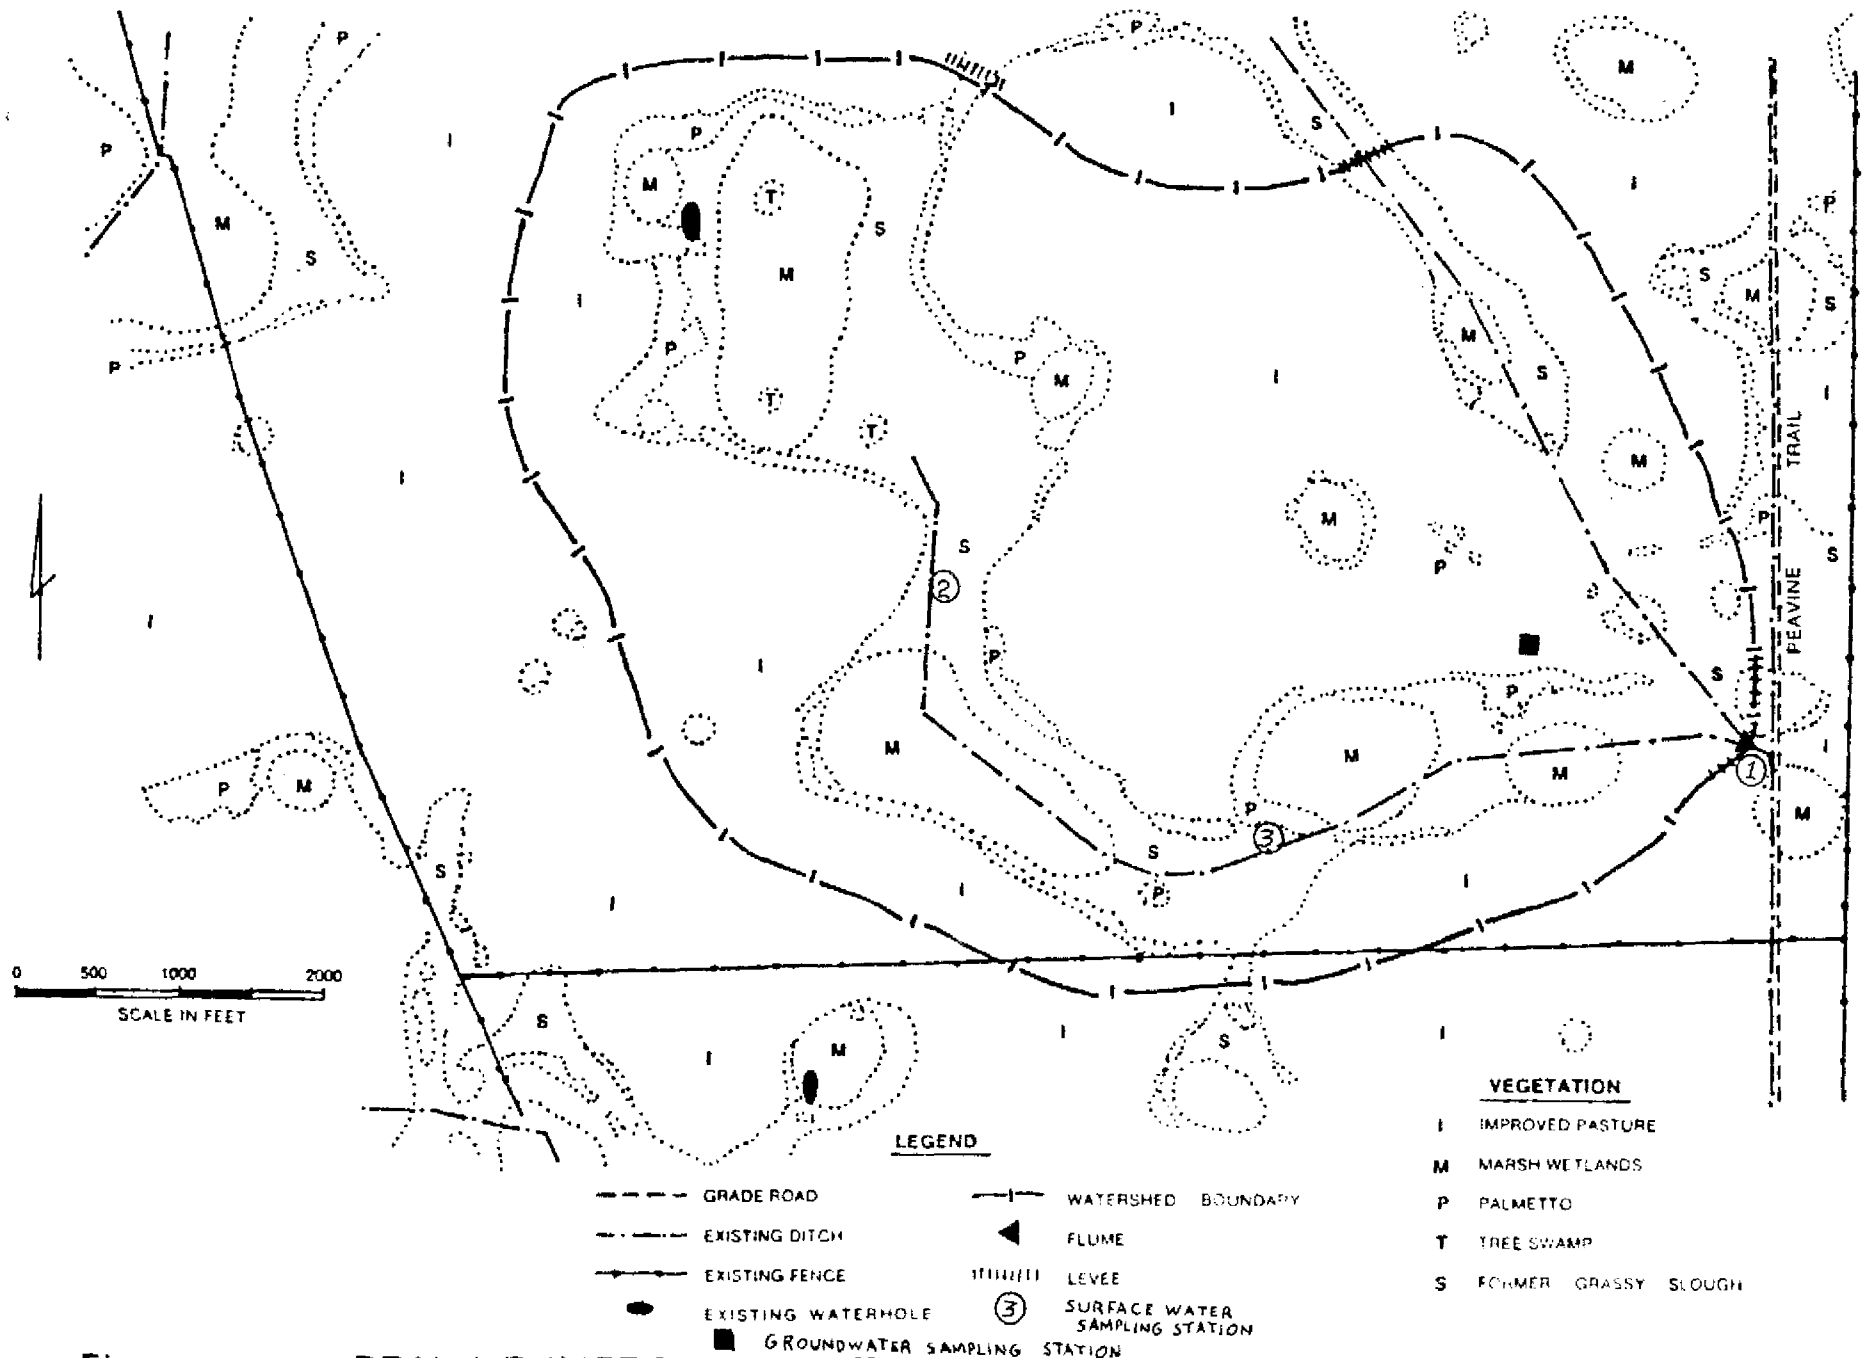 P
P
M
S
P
P
M
S
P
M
T
M
S
P
T
T
P
M
M
S
M
S
M
P
P
M
S
M
S
P
S
TRAIL
PEAVINE
M
P
S
2
P
S
M
M
P
M
1
M
P
3
S
P
P
M
S
0 500 1000 2000
SCALE IN FEET
S
M
S
VEGETATION
I IMPROVED PASTURE
M MARSH WETLANDS
P PALMETTO
T TREE SWAMP
S FORMER GRASSY SLOUGH
LEGEND
GRADE ROAD
EXISTING DITCH
EXISTING FENCE
EXISTING WATERHOLE
GROUNDWATER SAMPLING STATION
WATERSHED BOUNDARY
FLUME
LEVEE
3 SURFACE WATER
SAMPLING STATION